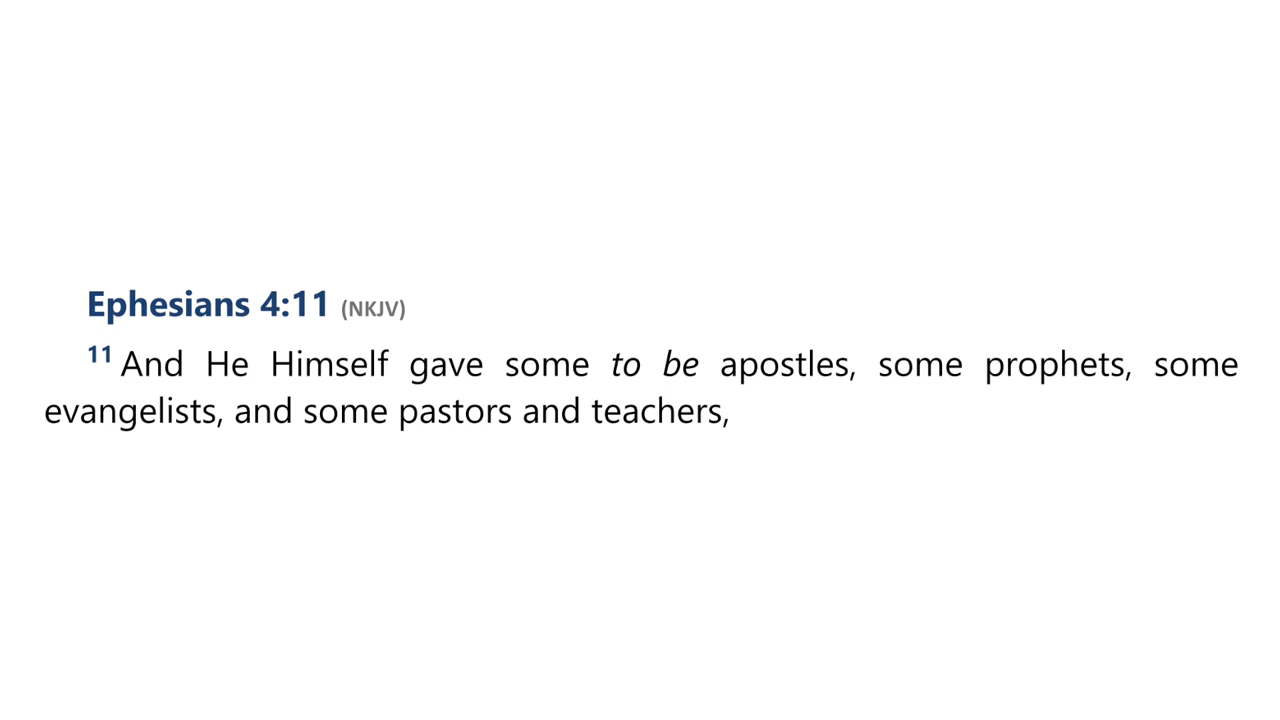 Ephesians 4:11 (NKJV)
11 And He Himself gave some to be apostles, some prophets, some
evangelists, and some pastors and teachers,